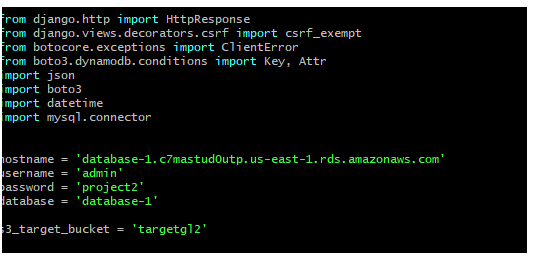 from django.http import HttpResponse
from django.views.decorators.csrf import csrf_exempt
from botocore.exceptions import ClientError
from boto3.dynamodb.conditions import Key, Attr
import json
import boto3
import datetime
import mysql.connector
hostname = 'database-1.c7mastud0utp.us-east-1.rds.amazonaws.com'
username = 'admin'
password = 'project2'
database = 'database-1'
s3_target_bucket = 'targetgl2'